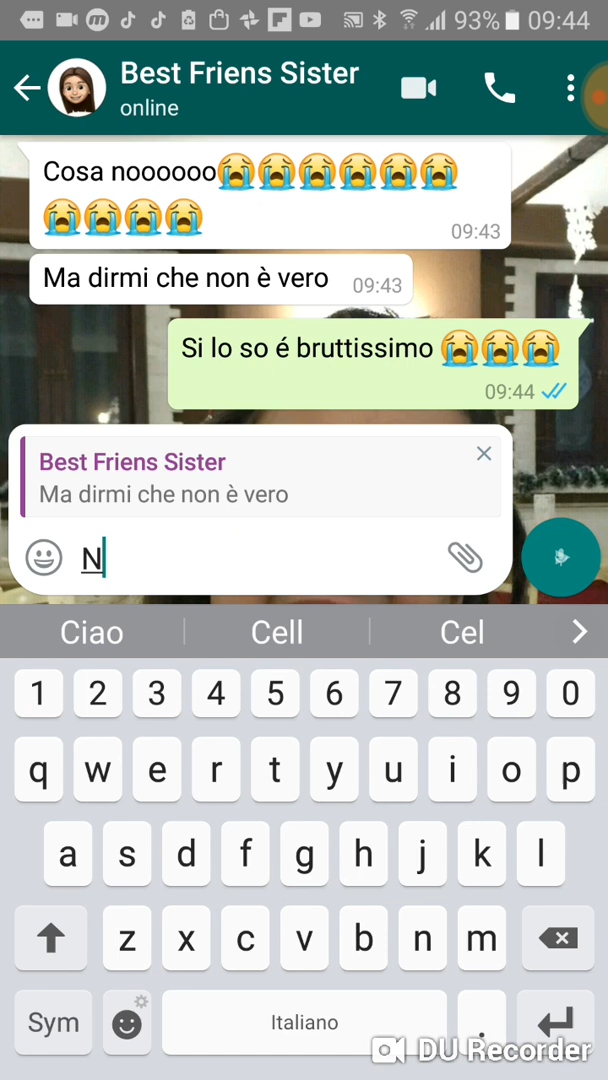 93% 09:44
Best Friens Sister
online
Cosa noooooo😭😭😭😭😭😭
😭😭😭😭
09:43
Ma dirmi che non è vero 09:43
Si lo so é bruttissimo 😭😭😭
09:44
Best Friens Sister
Ma dirmi che non è vero
N
Ciao Cell Cel
1 2 3 4 5 6 7 8 9 0
q w e r t y u i o p
a s d f g h j k l
z x c v b n m
Sym Italiano .
DU Recorder